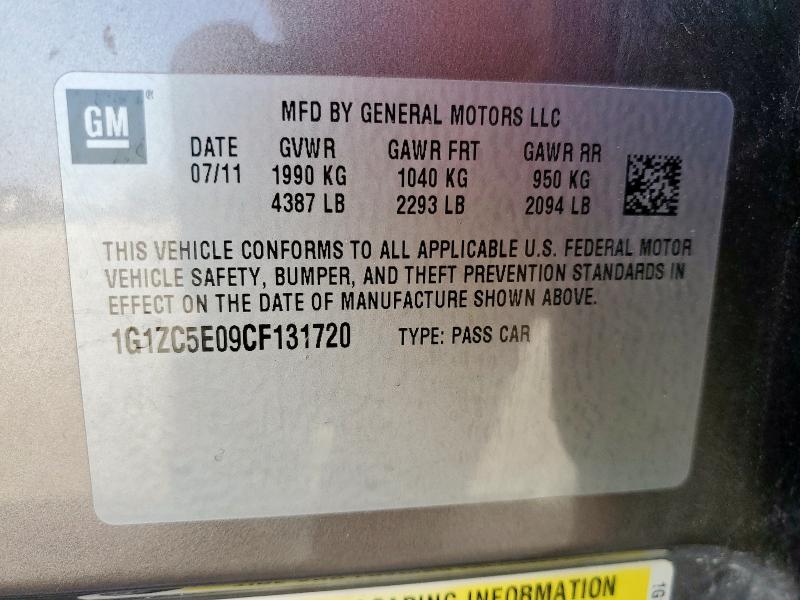 GM®
MFD BY GENERAL MOTORS LLC
DATE GVWR GAWR FRT GAWR RR
07/11 1990 KG 1040 KG 950 KG
4387 LB 2293 LB 2094 LB
THIS VEHICLE CONFORMS TO ALL APPLICABLE U.S. FEDERAL MOTOR
VEHICLE SAFETY, BUMPER, AND THEFT PREVENTION STANDARDS IN
EFFECT ON THE DATE OF MANUFACTURE SHOWN ABOVE.
1G1ZC5E09CF131720 TYPE: PASS CAR
INFORMATION
1G